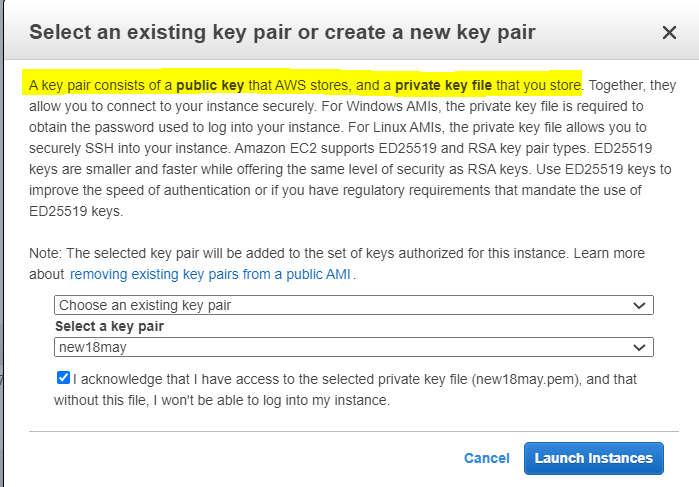 Select an existing key pair or create a new key pair
A key pair consists of a public key that AWS stores, and a private key file that you store. Together, they
allow you to connect to your instance securely. For Windows AMIs, the private key file is required to
obtain the password used to log into your instance. For Linux AMIs, the private key file allows you to
securely SSH into your instance. Amazon EC2 supports ED25519 and RSA key pair types. ED25519
keys are smaller and faster while offering the same level of security as RSA keys. Use ED25519 keys to
improve the speed of authentication or if you have regulatory requirements that mandate the use of
ED25519 keys.
Note: The selected key pair will be added to the set of keys authorized for this instance. Learn more
about removing existing key pairs from a public AMI .
Choose an existing key pair
Select a key pair
new18may
I acknowledge that I have access to the selected private key file (new18may.pem), and that
without this file, I won't be able to log into my instance.
Cancel Launch Instances